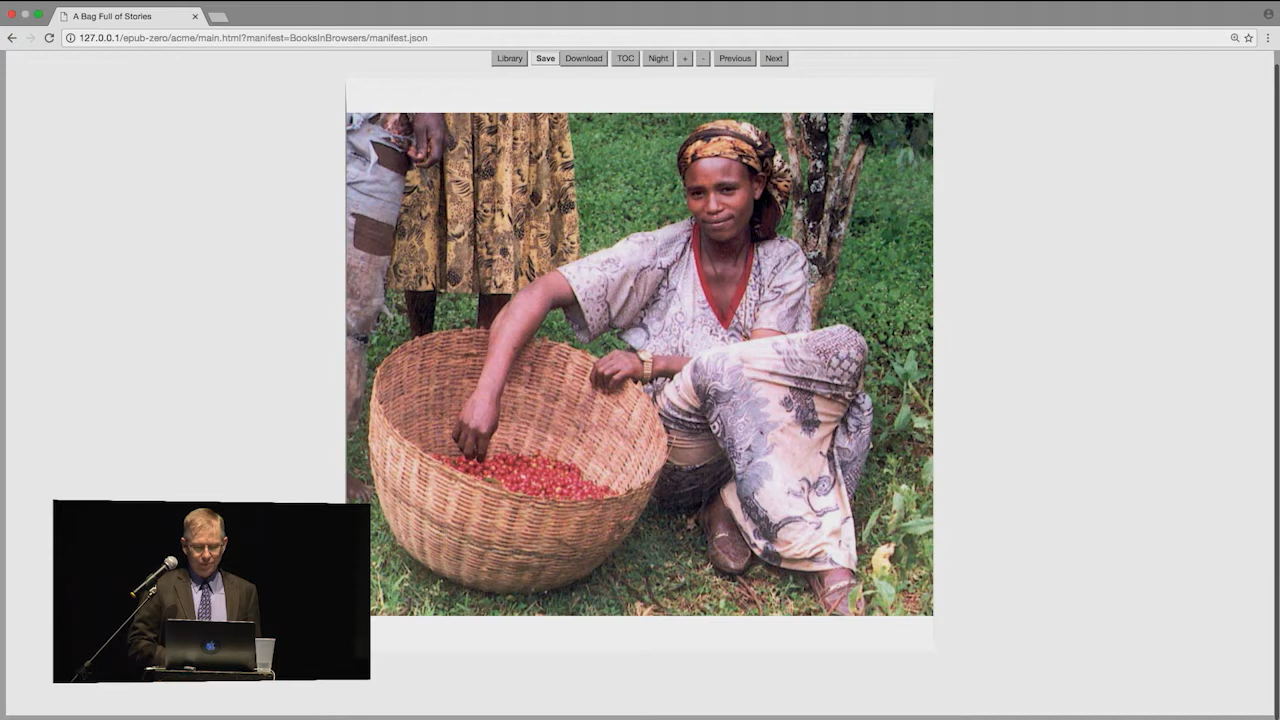 A Bag Full of Stories
127.0.0.1/epub-zero/acme/main.html?manifest=BooksInBrowsers/manifest.json
Library Save Download TOC Night + - Previous Next